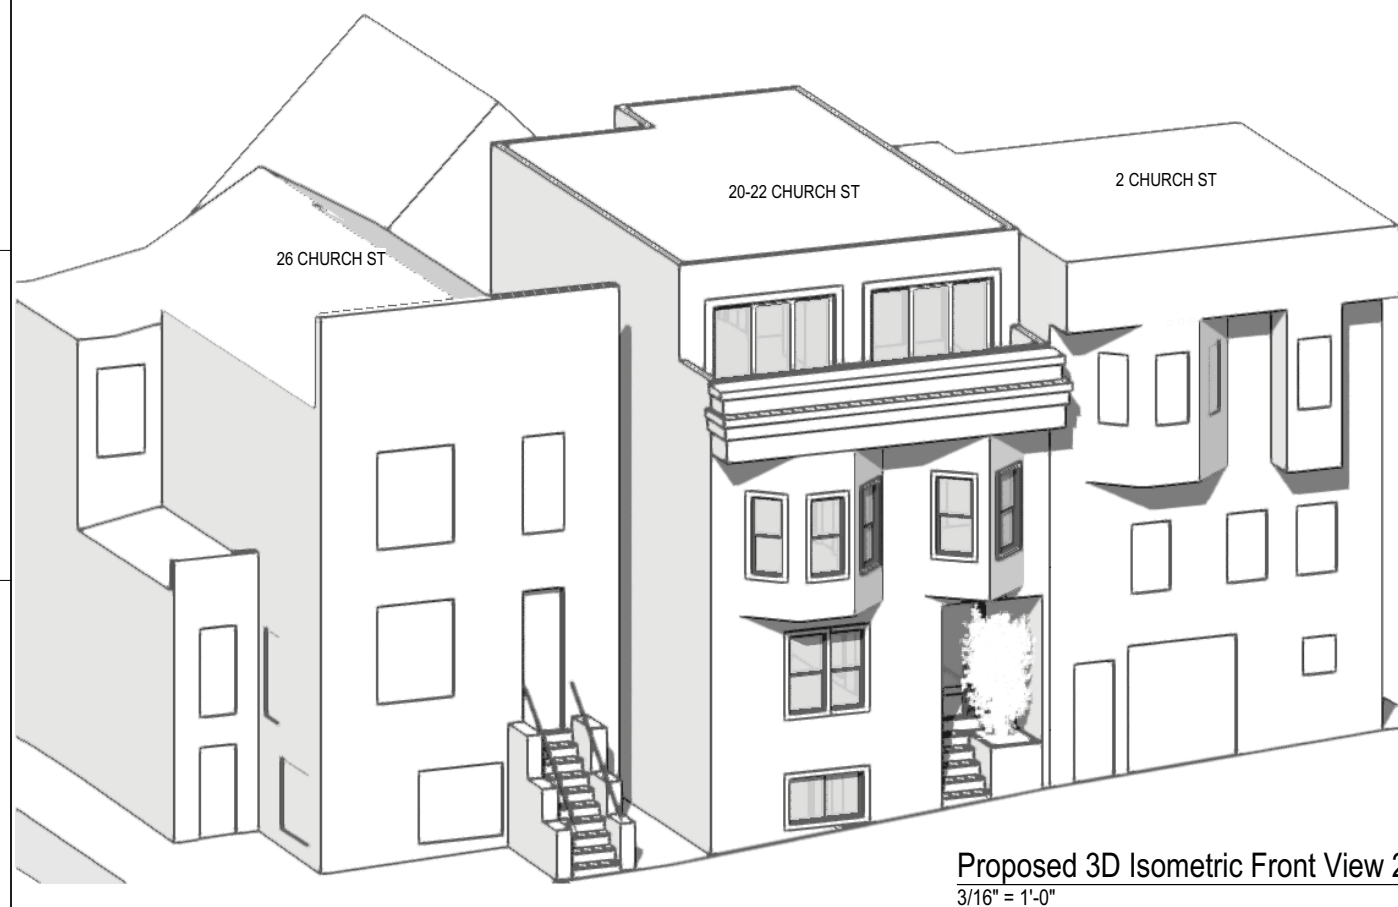 20-22 CHURCH ST
2 CHURCH ST
26 CHURCH ST
Proposed 3D Isometric Front View 2
3/16" = 1'-0"